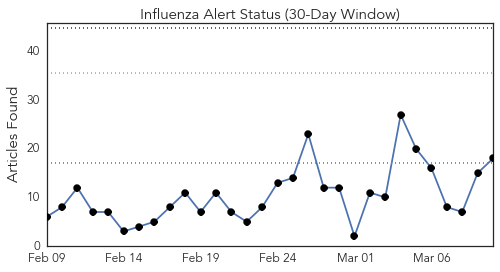 Influenza Alert Status (30-Day Window)
Articles Found
40
30
20
10
0
Feb 09 Feb 14 Feb 19 Feb 24 Mar 01 Mar 06